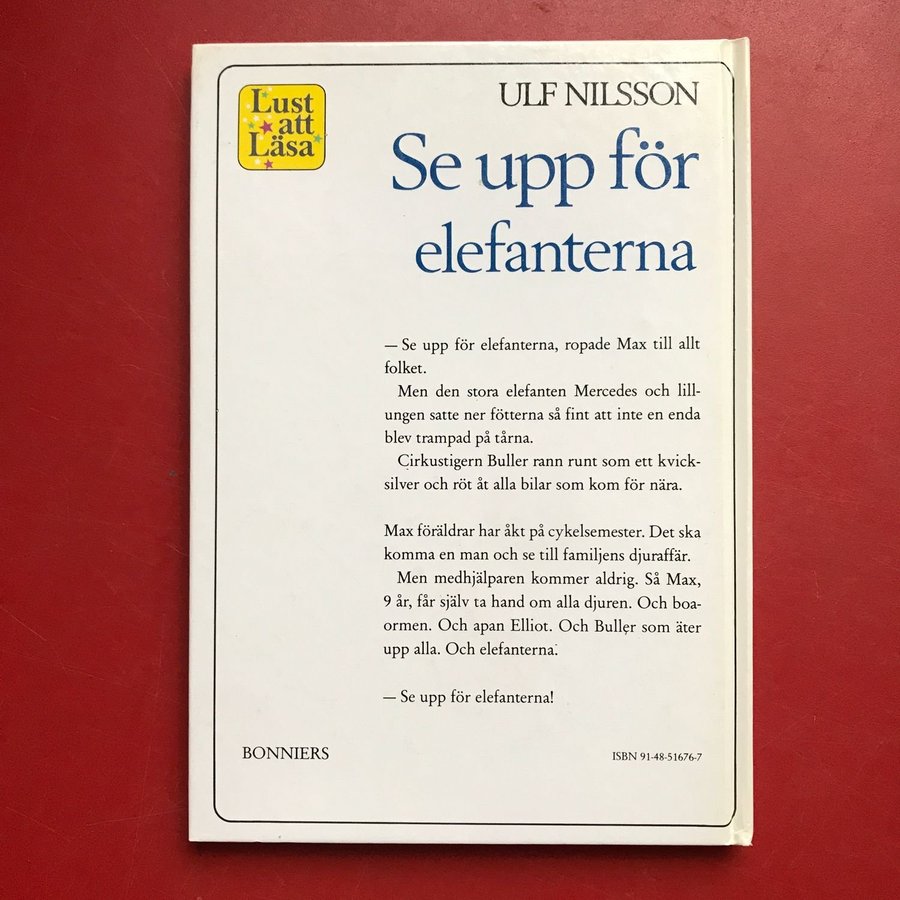 Lust
att
Läsa
ULF NILSSON
Se upp för
elefanterna
— Se upp för elefanterna, ropade Max till allt
folket.
Men den stora elefanten Mercedes och lill-
ungen satte ner fötterna så fint att inte en enda
blev trampad på tårna.
Cirkustigern Buller rann runt som ett kvick-
silver och röt åt alla bilar som kom för nära.
Max föräldrar har åkt på cykelsemester. Det ska
komma en man och se till familjens djuraffär.
Men medhjälparen kommer aldrig. Så Max,
9 år, får själv ta hand om alla djuren. Och boa-
ormen. Och apan Elliot. Och Buller som äter
upp alla. Och elefanterna.
— Se upp för elefanterna!
BONNIERS
ISBN 91-48-51676-7